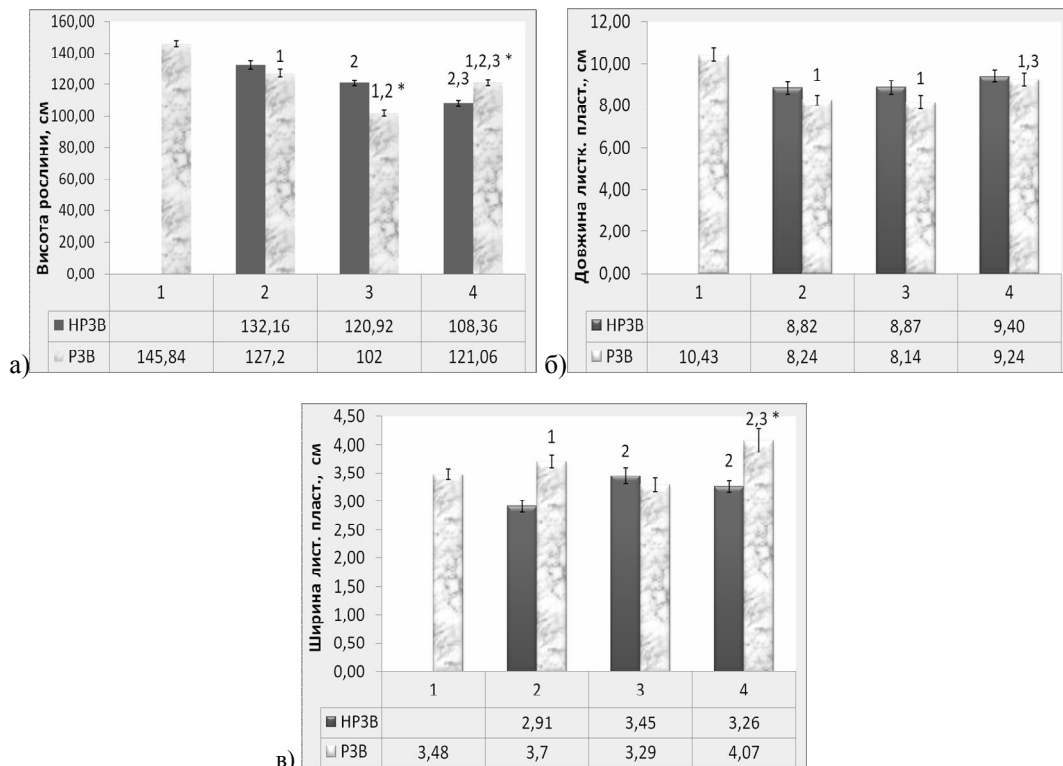 160,00
140,00
120,00
100,00
80,00
60,00
40,00
20,00
0,00
Висота рослини, см
1
2
1,2 *
2,3
1,2,3 *
1 2 3 4
НРЗВ 132,16 120,92 108,36
РЗВ 145,84 127,2 102 121,06
а)
12,00
10,00
8,00
6,00
4,00
2,00
0,00
Довжина листк. пласт., см
1
1
1,3
1 2 3 4
НРЗВ 8,82 8,87 9,40
РЗВ 10,43 8,24 8,14 9,24
б)
4,50
4,00
3,50
3,00
2,50
2,00
1,50
1,00
0,50
0,00
Ширина лист. пласт., см
1
2
2
2,3 *
1 2 3 4
НРЗВ 2,91 3,45 3,26
РЗВ 3,48 3,7 3,29 4,07
в)